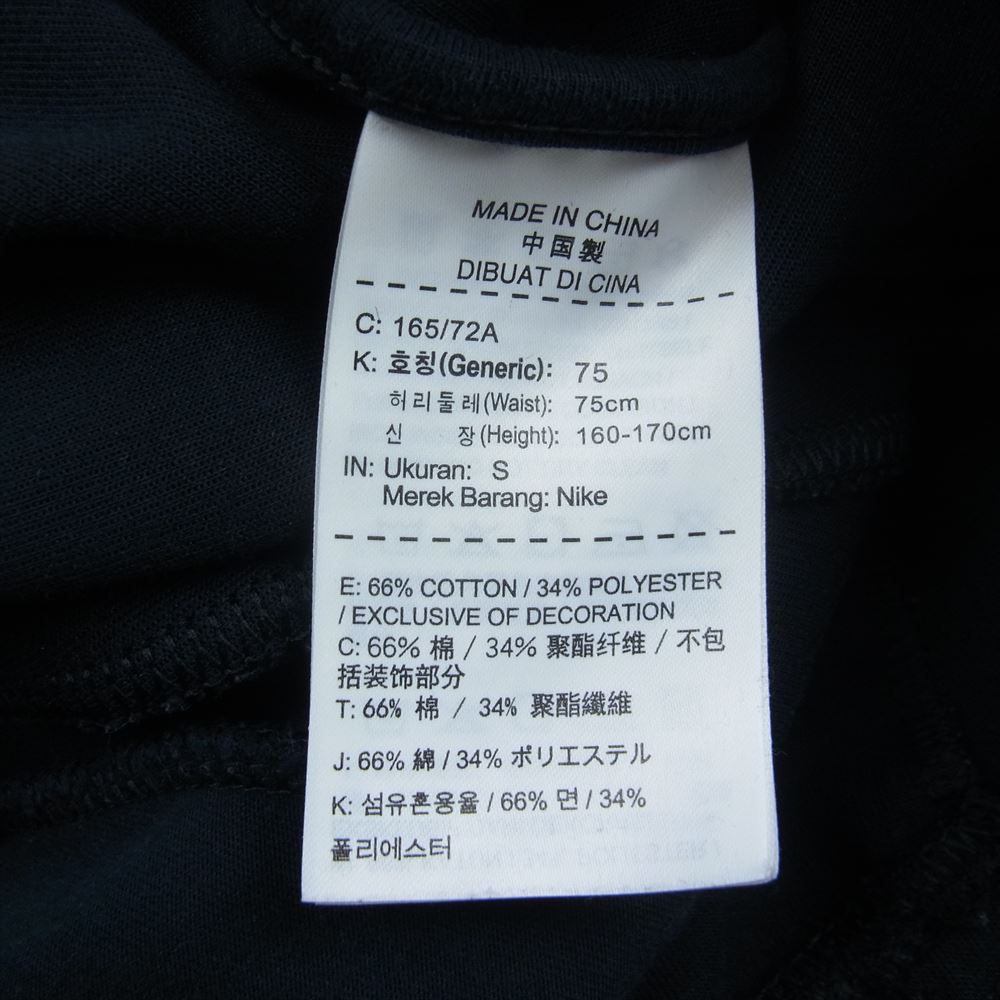 MADE IN CHINA
中国製
DIBUAT DI CINA
C: 165/72A
K: 호칭(Generic): 75
허리둘레(Waist): 75cm
신 장(Height): 160-170cm
IN: Ukuran: S
Merek Barang: Nike
E: 66% COTTON / 34% POLYESTER
/ EXCLUSIVE OF DECORATION
C: 66% 棉 / 34% 聚酯纤维 / 不包
括装饰部分
T: 66% 棉 / 34% 聚酯纖維
J: 66% 綿 / 34% ポリエステル
K: 섬유혼용율 / 66% 면 / 34%
폴리에스터